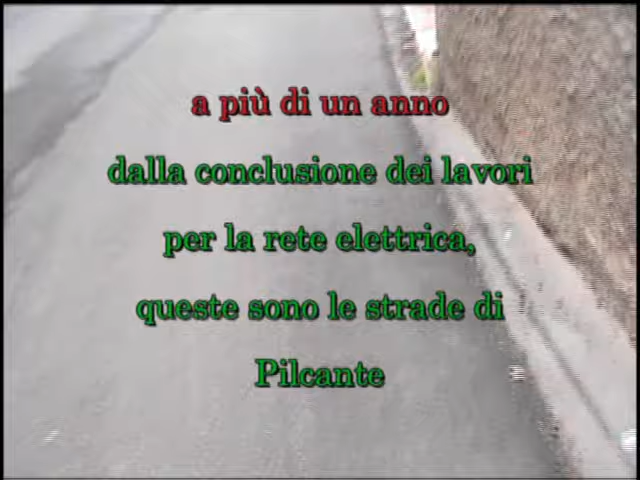 a più di un anno
dalla conclusione dei lavori
per la rete elettrica,
queste sono le strade di
Pilcante